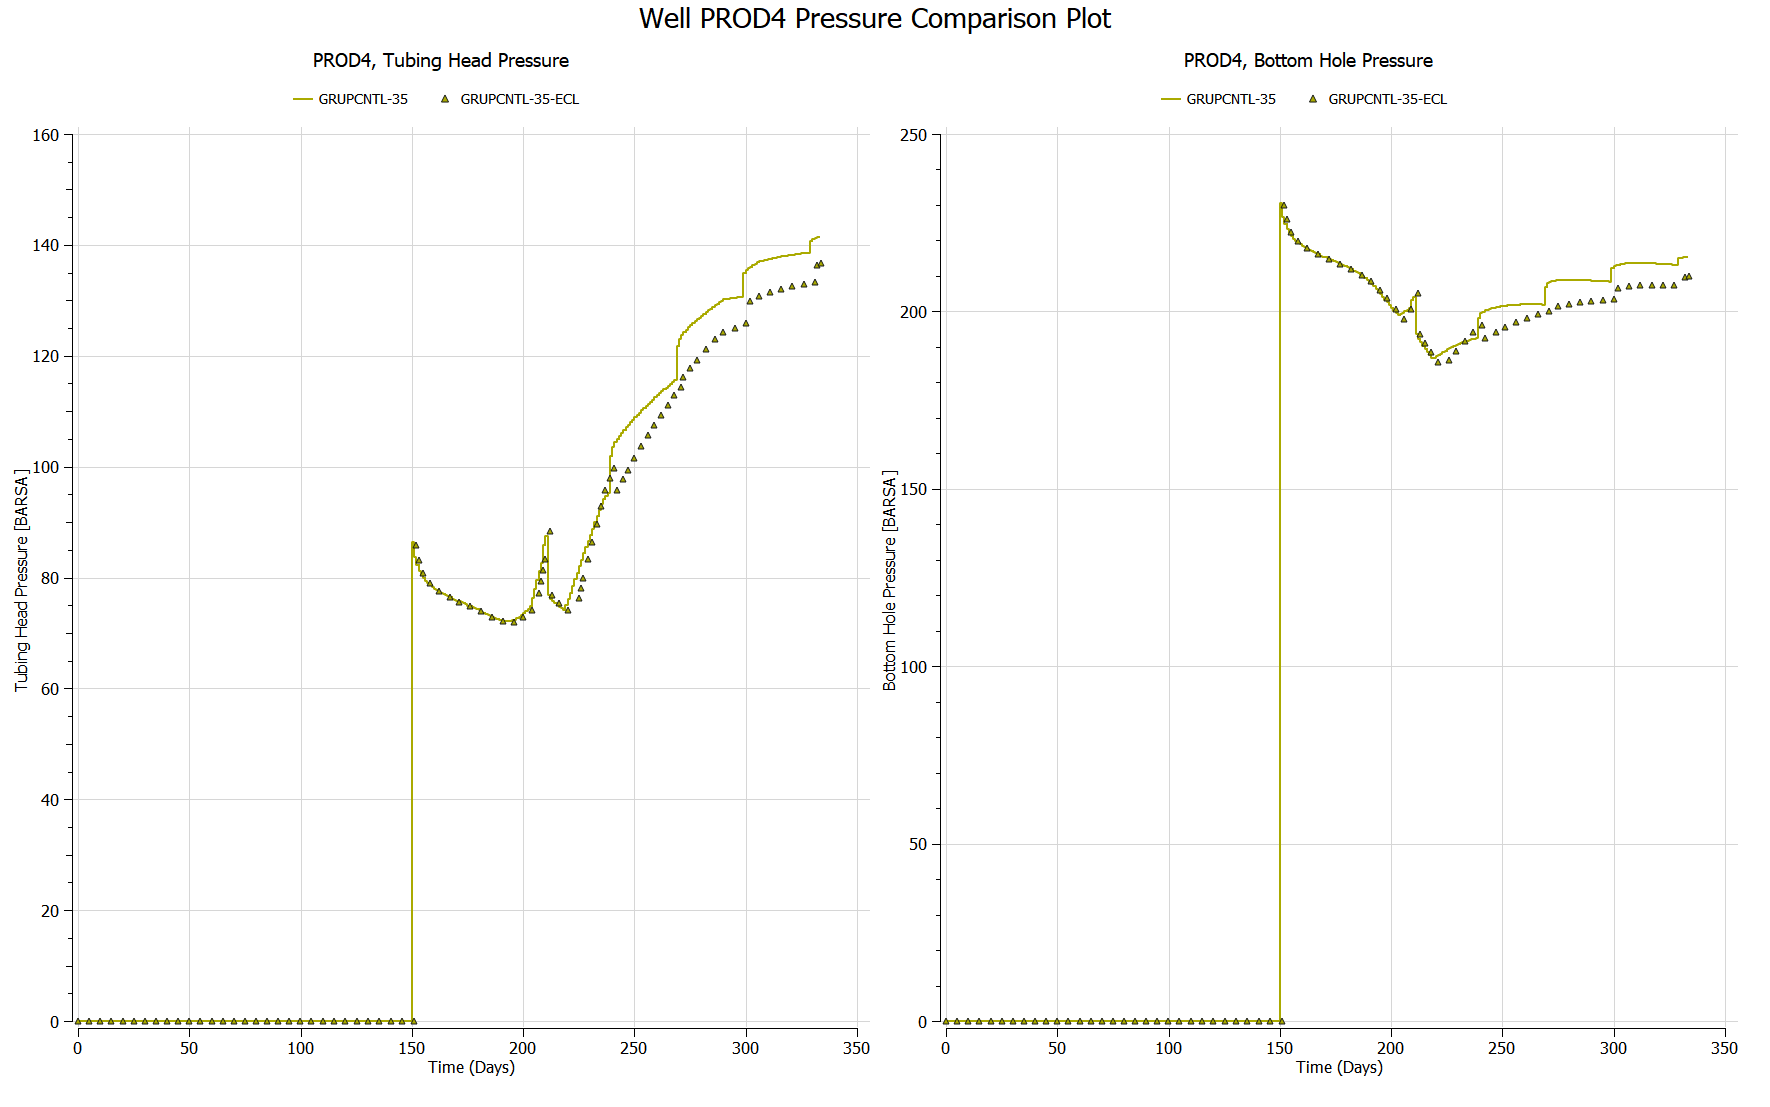 Well PROD4 Pressure Comparison Plot
PROD4, Tubing Head Pressure
GRUPCNTL-35 GRUPCNTL-35-ECL
160
140
120
100
80
60
40
20
0
Tubing Head Pressure [BARSA]
0 50 100 150 200 250 300 350
Time (Days)
PROD4, Bottom Hole Pressure
GRUPCNTL-35 GRUPCNTL-35-ECL
250
200
150
100
50
0
Bottom Hole Pressure [BARSA]
0 50 100 150 200 250 300 350
Time (Days)